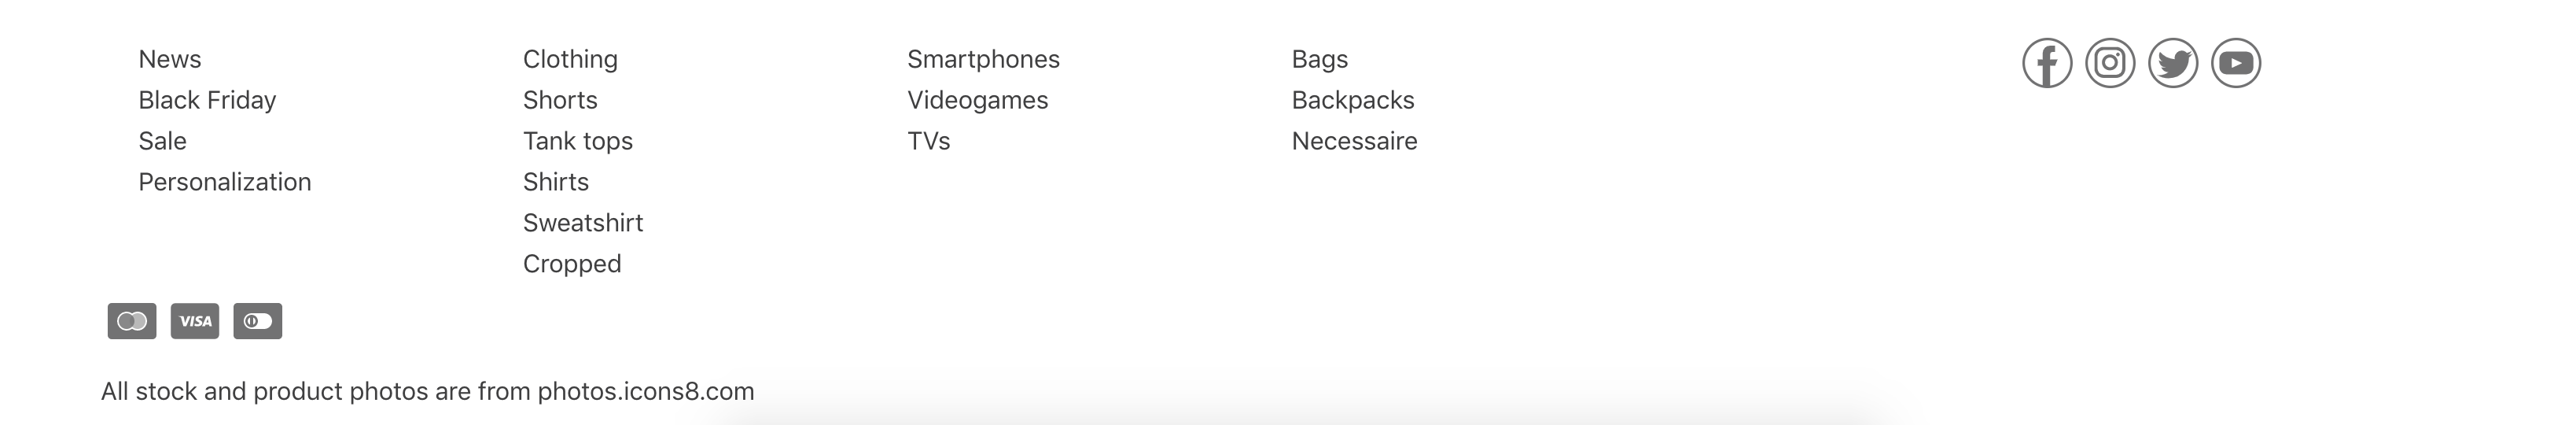 News
Black Friday
Sale
Personalization
Clothing
Shorts
Tank tops
Shirts
Sweatshirt
Cropped
Smartphones
Videogames
TVs
Bags
Backpacks
Necessaire
VISA
All stock and product photos are from photos.icons8.com